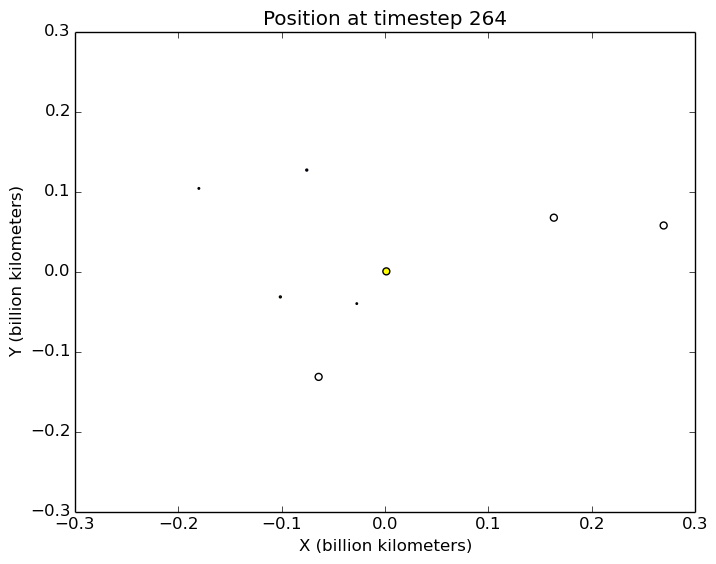 Position at timestep 264
0.3
0.2
0.1
0.0
−0.1
−0.2
−0.3
Y (billion kilometers)
−0.3 −0.2 −0.1 0.0 0.1 0.2 0.3
X (billion kilometers)